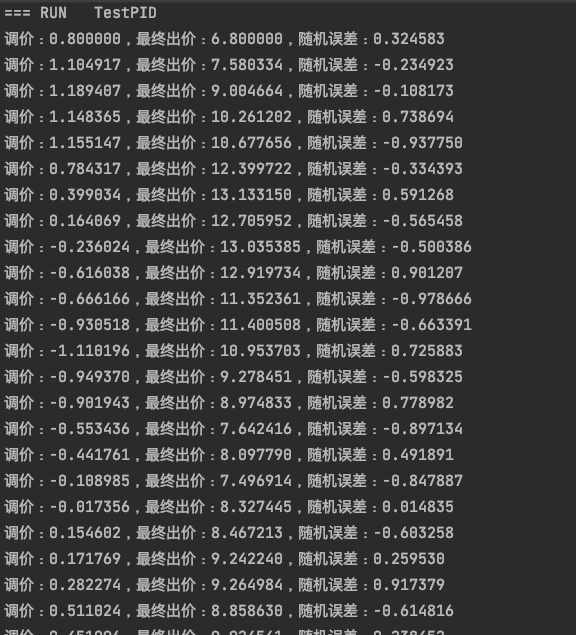 === RUN   TestPID
调价：0.800000，最终出价：6.800000，随机误差：0.324583
调价：1.104917，最终出价：7.580334，随机误差：-0.234923
调价：1.189407，最终出价：9.004664，随机误差：-0.108173
调价：1.148365，最终出价：10.261202，随机误差：0.738694
调价：1.155147，最终出价：10.677656，随机误差：-0.937750
调价：0.784317，最终出价：12.399722，随机误差：-0.334393
调价：0.399034，最终出价：13.133150，随机误差：0.591268
调价：0.164069，最终出价：12.705952，随机误差：-0.565458
调价：-0.236024，最终出价：13.035385，随机误差：-0.500386
调价：-0.616038，最终出价：12.919734，随机误差：0.901207
调价：-0.666166，最终出价：11.352361，随机误差：-0.978666
调价：-0.930518，最终出价：11.400508，随机误差：-0.663391
调价：-1.110196，最终出价：10.953703，随机误差：0.725883
调价：-0.949370，最终出价：9.278451，随机误差：-0.598325
调价：-0.901943，最终出价：8.974833，随机误差：0.778982
调价：-0.553436，最终出价：7.642416，随机误差：-0.897134
调价：-0.441761，最终出价：8.097790，随机误差：0.491891
调价：-0.108985，最终出价：7.496914，随机误差：-0.847887
调价：-0.017356，最终出价：8.327445，随机误差：0.014835
调价：0.154602，最终出价：8.467213，随机误差：-0.603258
调价：0.171769，最终出价：9.242240，随机误差：0.259530
调价：0.282274，最终出价：9.264984，随机误差：0.917379
调价：0.511024，最终出价：8.858630，随机误差：-0.614816